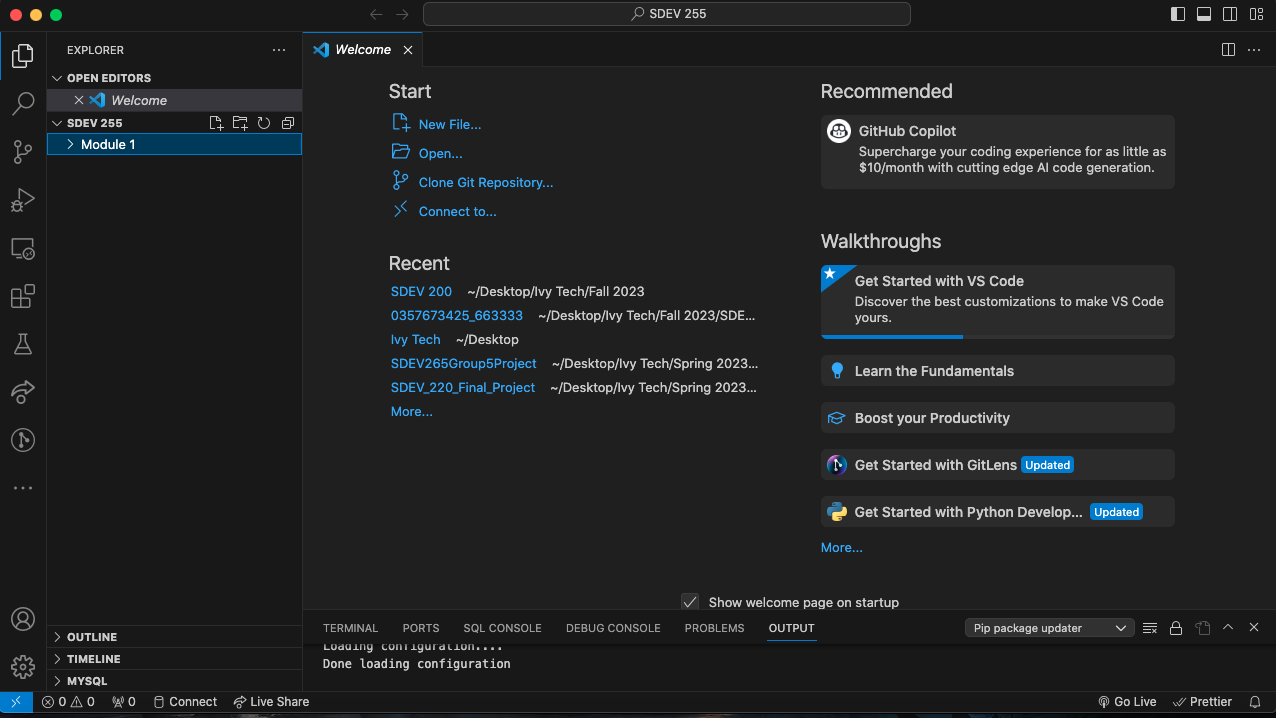 SDEV 255
EXPLORER
OPEN EDITORS
Welcome
SDEV 255
Module 1
OUTLINE
TIMELINE
MYSQL
Welcome
Start
New File...
Open...
Clone Git Repository...
Connect to...
Recent
SDEV 200 ~/Desktop/Ivy Tech/Fall 2023
0357673425_663333 ~/Desktop/Ivy Tech/Fall 2023/SDE...
Ivy Tech ~/Desktop
SDEV265Group5Project ~/Desktop/Ivy Tech/Spring 2023...
SDEV_220_Final_Project ~/Desktop/Ivy Tech/Spring 2023...
More...
Recommended
GitHub Copilot
Supercharge your coding experience for as little as
$10/month with cutting edge AI code generation.
Walkthroughs
Get Started with VS Code
Discover the best customizations to make VS Code
yours.
Learn the Fundamentals
Boost your Productivity
Get Started with GitLens Updated
Get Started with Python Develop... Updated
More...
Show welcome page on startup
TERMINAL PORTS SQL CONSOLE DEBUG CONSOLE PROBLEMS OUTPUT Pip package updater
Loading configuration....
Done loading configuration
0 0 0 Connect Live Share Go Live Prettier